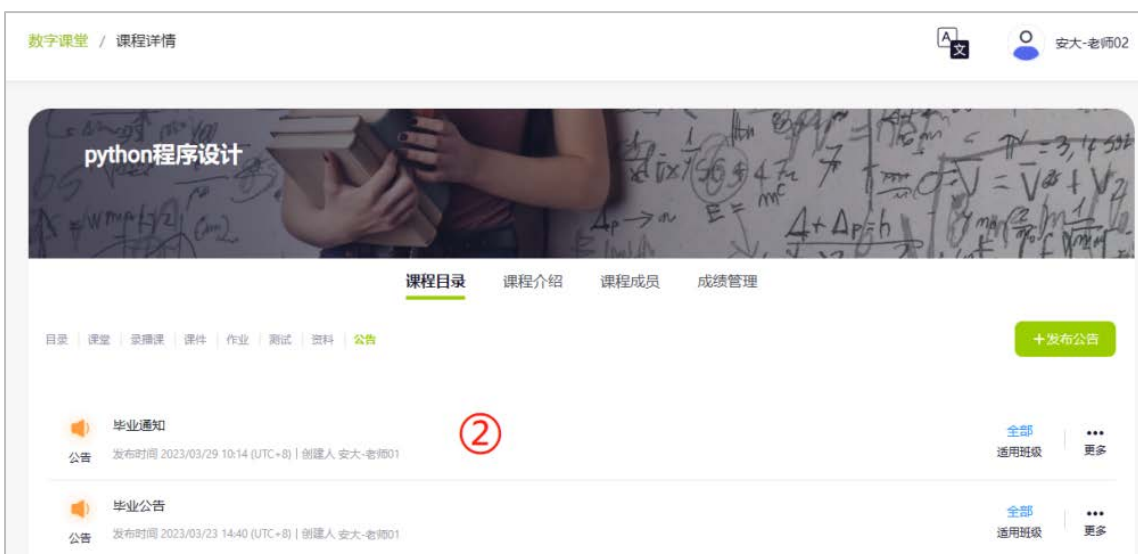 数字课堂 / 课程详情
A文
安大-老师02
python程序设计
课程目录 课程介绍 课程成员 成绩管理
目录 | 课堂 | 录播课 | 课件 | 作业 | 测试 | 资料 | 公告
+发布公告
毕业通知
②
全部
公告 发布时间 2023/03/29 10:14 (UTC+8) | 创建人 安大-老师01
适用班级 更多
毕业公告
全部
公告 发布时间 2023/03/23 14:40 (UTC+8) | 创建人 安大-老师01
适用班级 更多